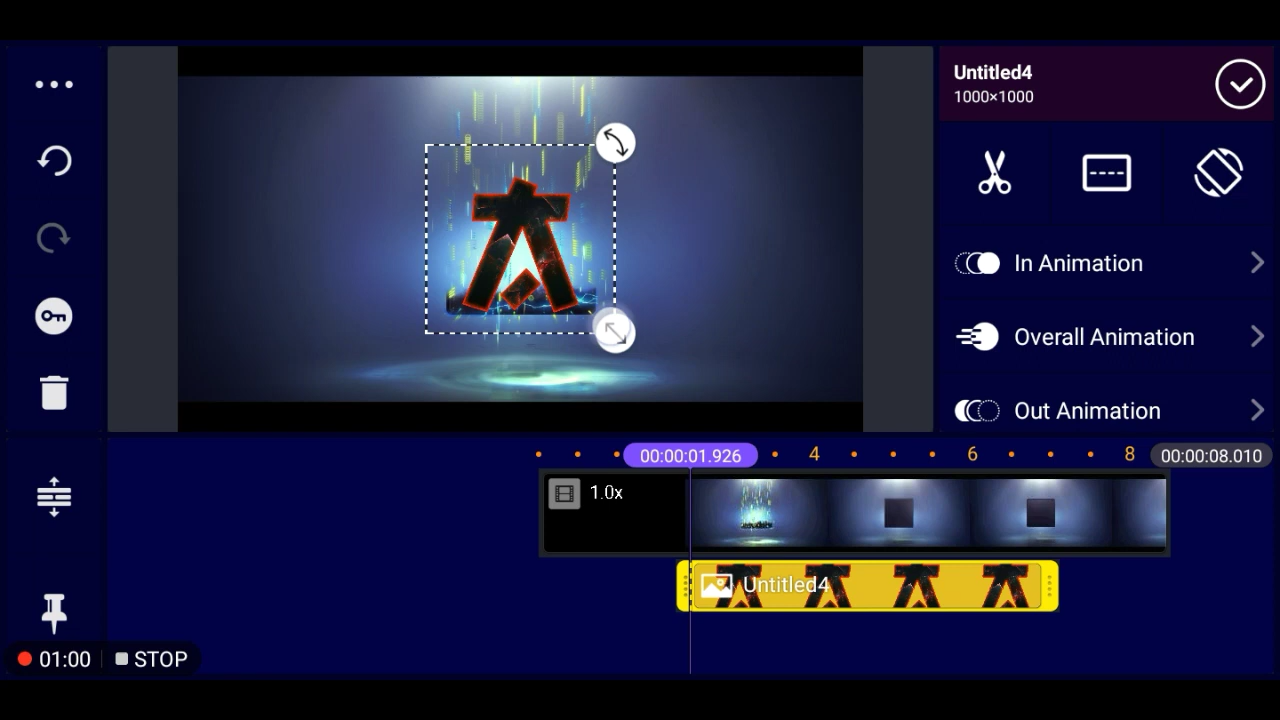 Untitled4
1000×1000
In Animation
Overall Animation
Out Animation
00:00:01.926
4
6
8
00:00:08.010
1.0x
Untitled4
01:00
STOP